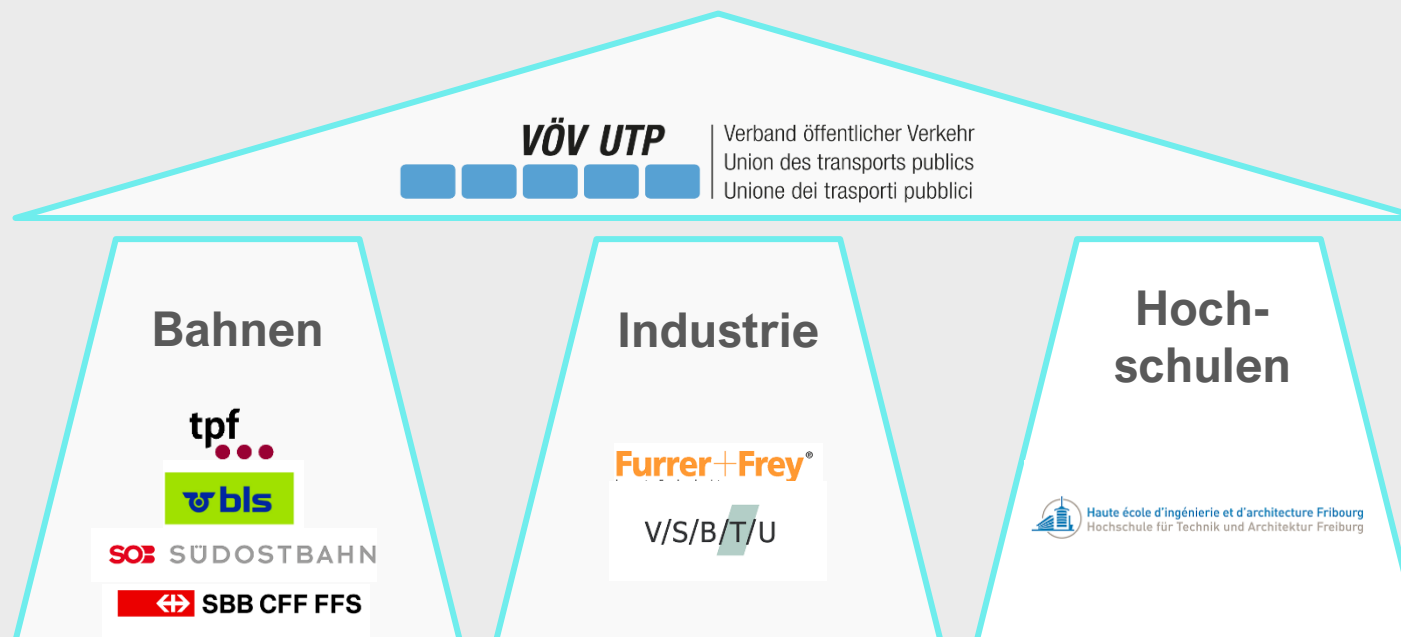 VÖV UTP
Verband öffentlicher Verkehr
Union des transports publics
Unione dei trasporti pubblici
Bahnen
tpf
bls
SOB SÜDOSTBAHN
SBB CFF FFS
Industrie
Furrer+Frey®
V/S/B/T/U
Hoch-
schulen
Haute école d'ingénierie et d'architecture Fribourg
Hochschule für Technik und Architektur Freiburg